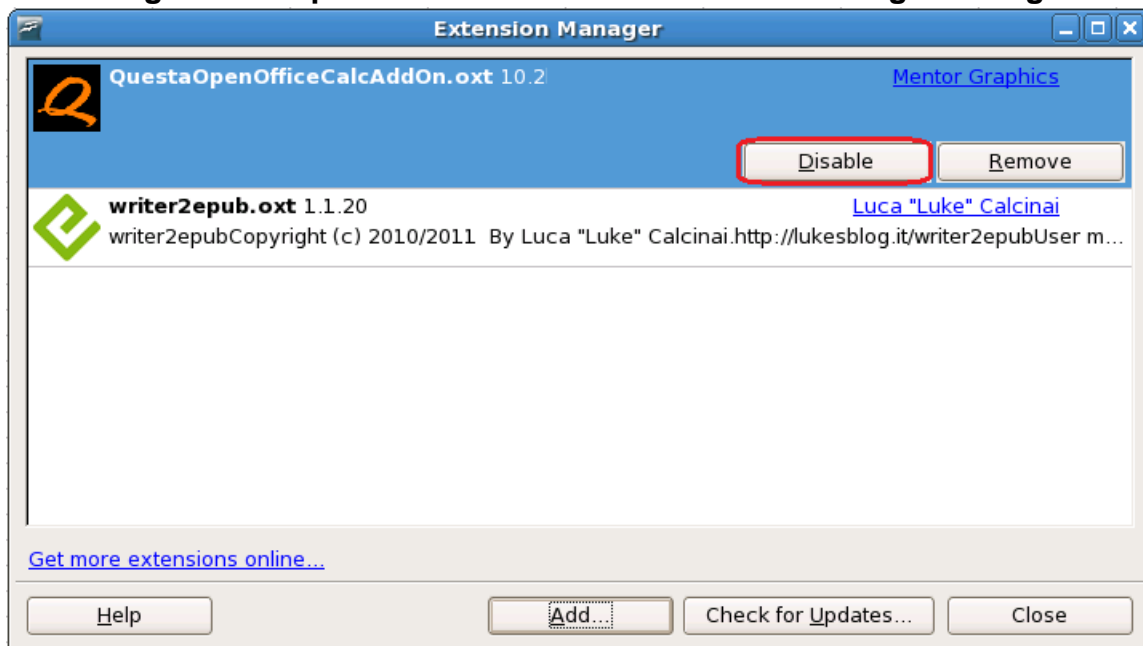 Extension Manager
QuestaOpenOfficeCalcAddOn.oxt 10.2 Mentor Graphics
Disable Remove
writer2epub.oxt 1.1.20 Luca "Luke" Calcinai
writer2epubCopyright (c) 2010/2011 By Luca "Luke" Calcinai.http://lukesblog.it/writer2epubUser m...
Get more extensions online...
Help Add... Check for Updates... Close